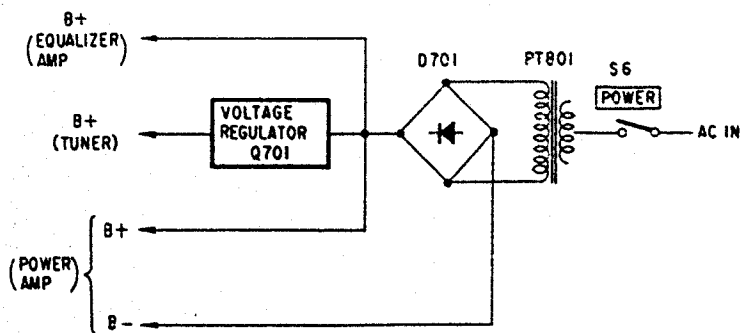 B+
(EQUALIZER
AMP)
D701
PT801
S6
POWER
VOLTAGE
REGULATOR
Q701
B+
(TUNER)
AC IN
B+
(POWER
AMP)
B-